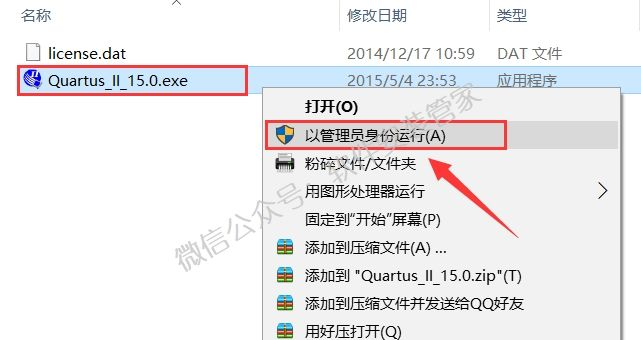 名称 修改日期 类型
license.dat 2014/12/17 10:59 DAT 文件
Quartus_II_15.0.exe 2015/5/4 23:53 应用程序
打开(O)
以管理员身份运行(A)
粉碎文件/文件夹
用图形处理器运行
固定到“开始”屏幕(P)
添加到压缩文件(A) ...
添加到 "Quartus_II_15.0.zip"(T)
添加到压缩文件并发送给QQ好友
用好压打开(Q)
微信公众号 软件安装管家